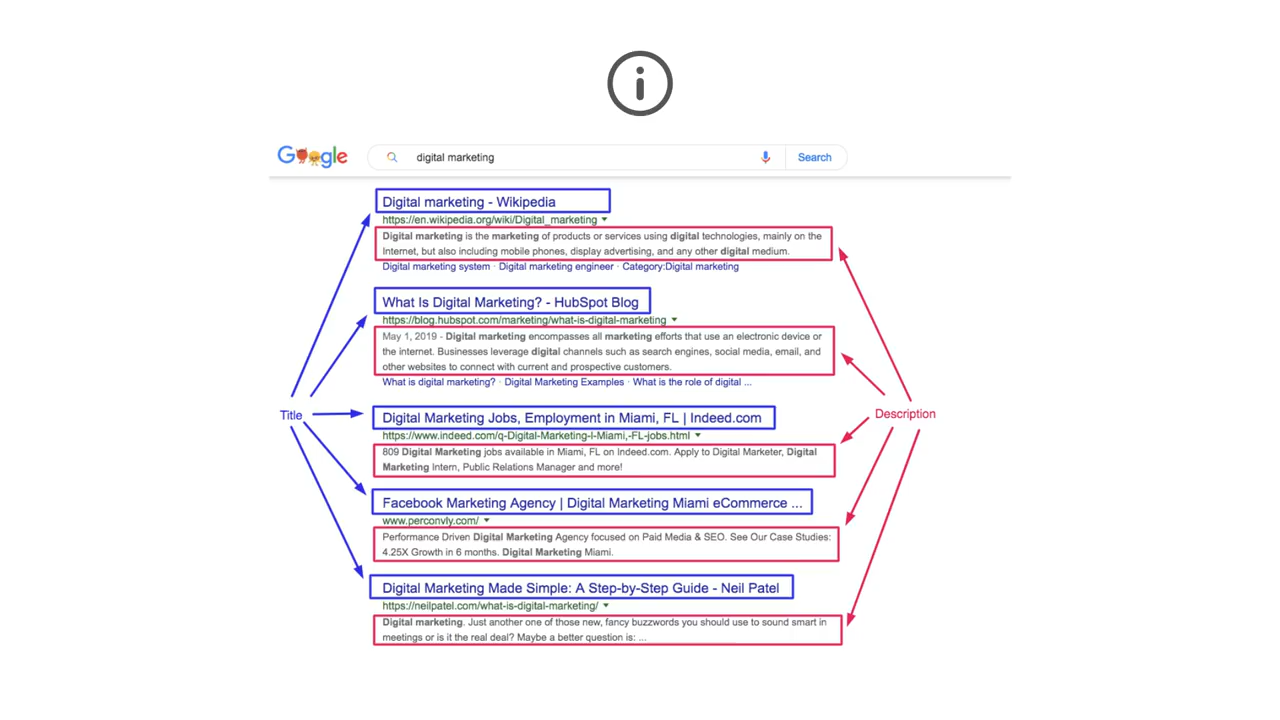 Google
digital marketing
Search
Digital marketing - Wikipedia
https://en.wikipedia.org/wiki/Digital_marketing
Digital marketing is the marketing of products or services using digital technologies, mainly on the
Internet, but also including mobile phones, display advertising, and any other digital medium.
Digital marketing system · Digital marketing engineer · Category:Digital marketing
What Is Digital Marketing? - HubSpot Blog
https://blog.hubspot.com/marketing/what-is-digital-marketing
May 1, 2019 - Digital marketing encompasses all marketing efforts that use an electronic device or
the internet. Businesses leverage digital channels such as search engines, social media, email, and
other websites to connect with current and prospective customers.
What is digital marketing? · Digital Marketing Examples · What is the role of digital ...
Title
Description
Digital Marketing Jobs, Employment in Miami, FL | Indeed.com
https://www.indeed.com/q-Digital-Marketing-l-Miami,-FL-jobs.html
809 Digital Marketing jobs available in Miami, FL on Indeed.com. Apply to Digital Marketer, Digital
Marketing Intern, Public Relations Manager and more!
Facebook Marketing Agency | Digital Marketing Miami eCommerce ...
www.perconvly.com/
Performance Driven Digital Marketing Agency focused on Paid Media & SEO. See Our Case Studies:
4.25X Growth in 6 months. Digital Marketing Miami.
Digital Marketing Made Simple: A Step-by-Step Guide - Neil Patel
https://neilpatel.com/what-is-digital-marketing/
Digital marketing. Just another one of those new, fancy buzzwords you should use to sound smart in
meetings or is it the real deal? Maybe a better question is: ...